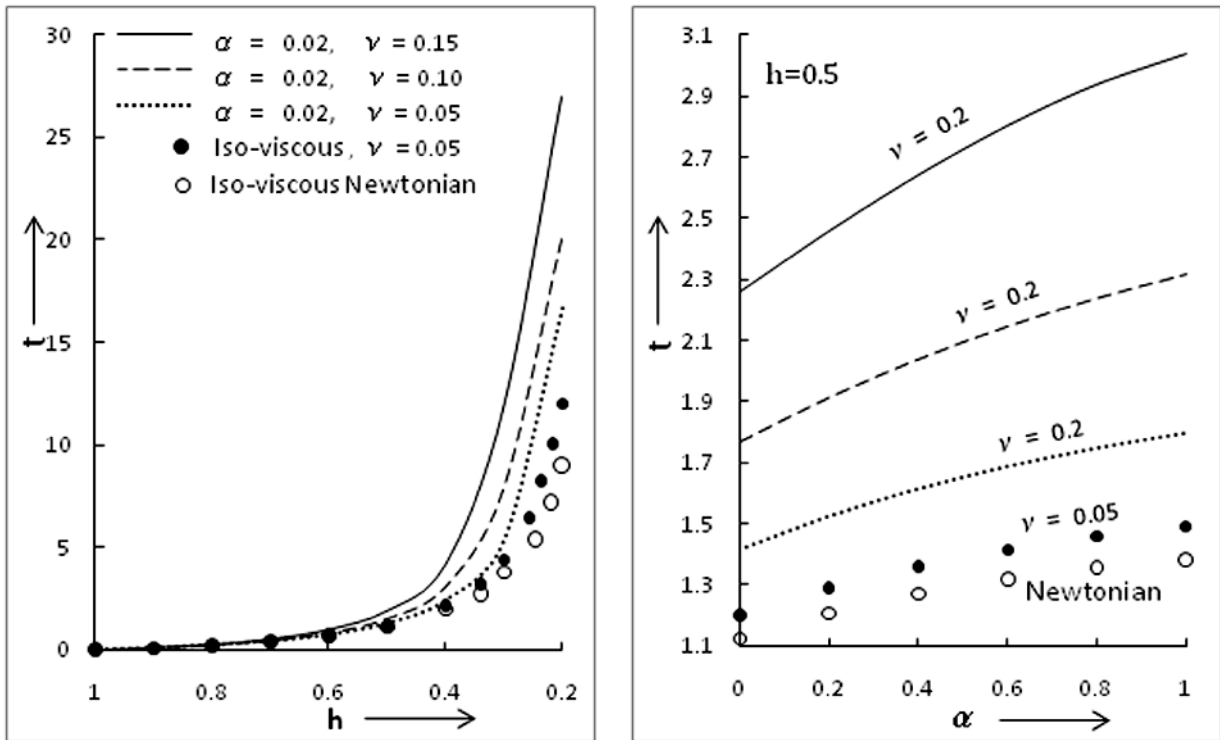 30
25
20
15
10
5
0
t
α = 0.02, ν = 0.15
α = 0.02, ν = 0.10
α = 0.02, ν = 0.05
Iso-viscous, ν = 0.05
Iso-viscous Newtonian
1 0.8 0.6 0.4 0.2
h
3.1
2.9
2.7
2.5
2.3
2.1
1.9
1.7
1.5
1.3
1.1
t
h=0.5
ν = 0.2
ν = 0.2
ν = 0.2
ν = 0.05
Newtonian
0 0.2 0.4 0.6 0.8 1
α